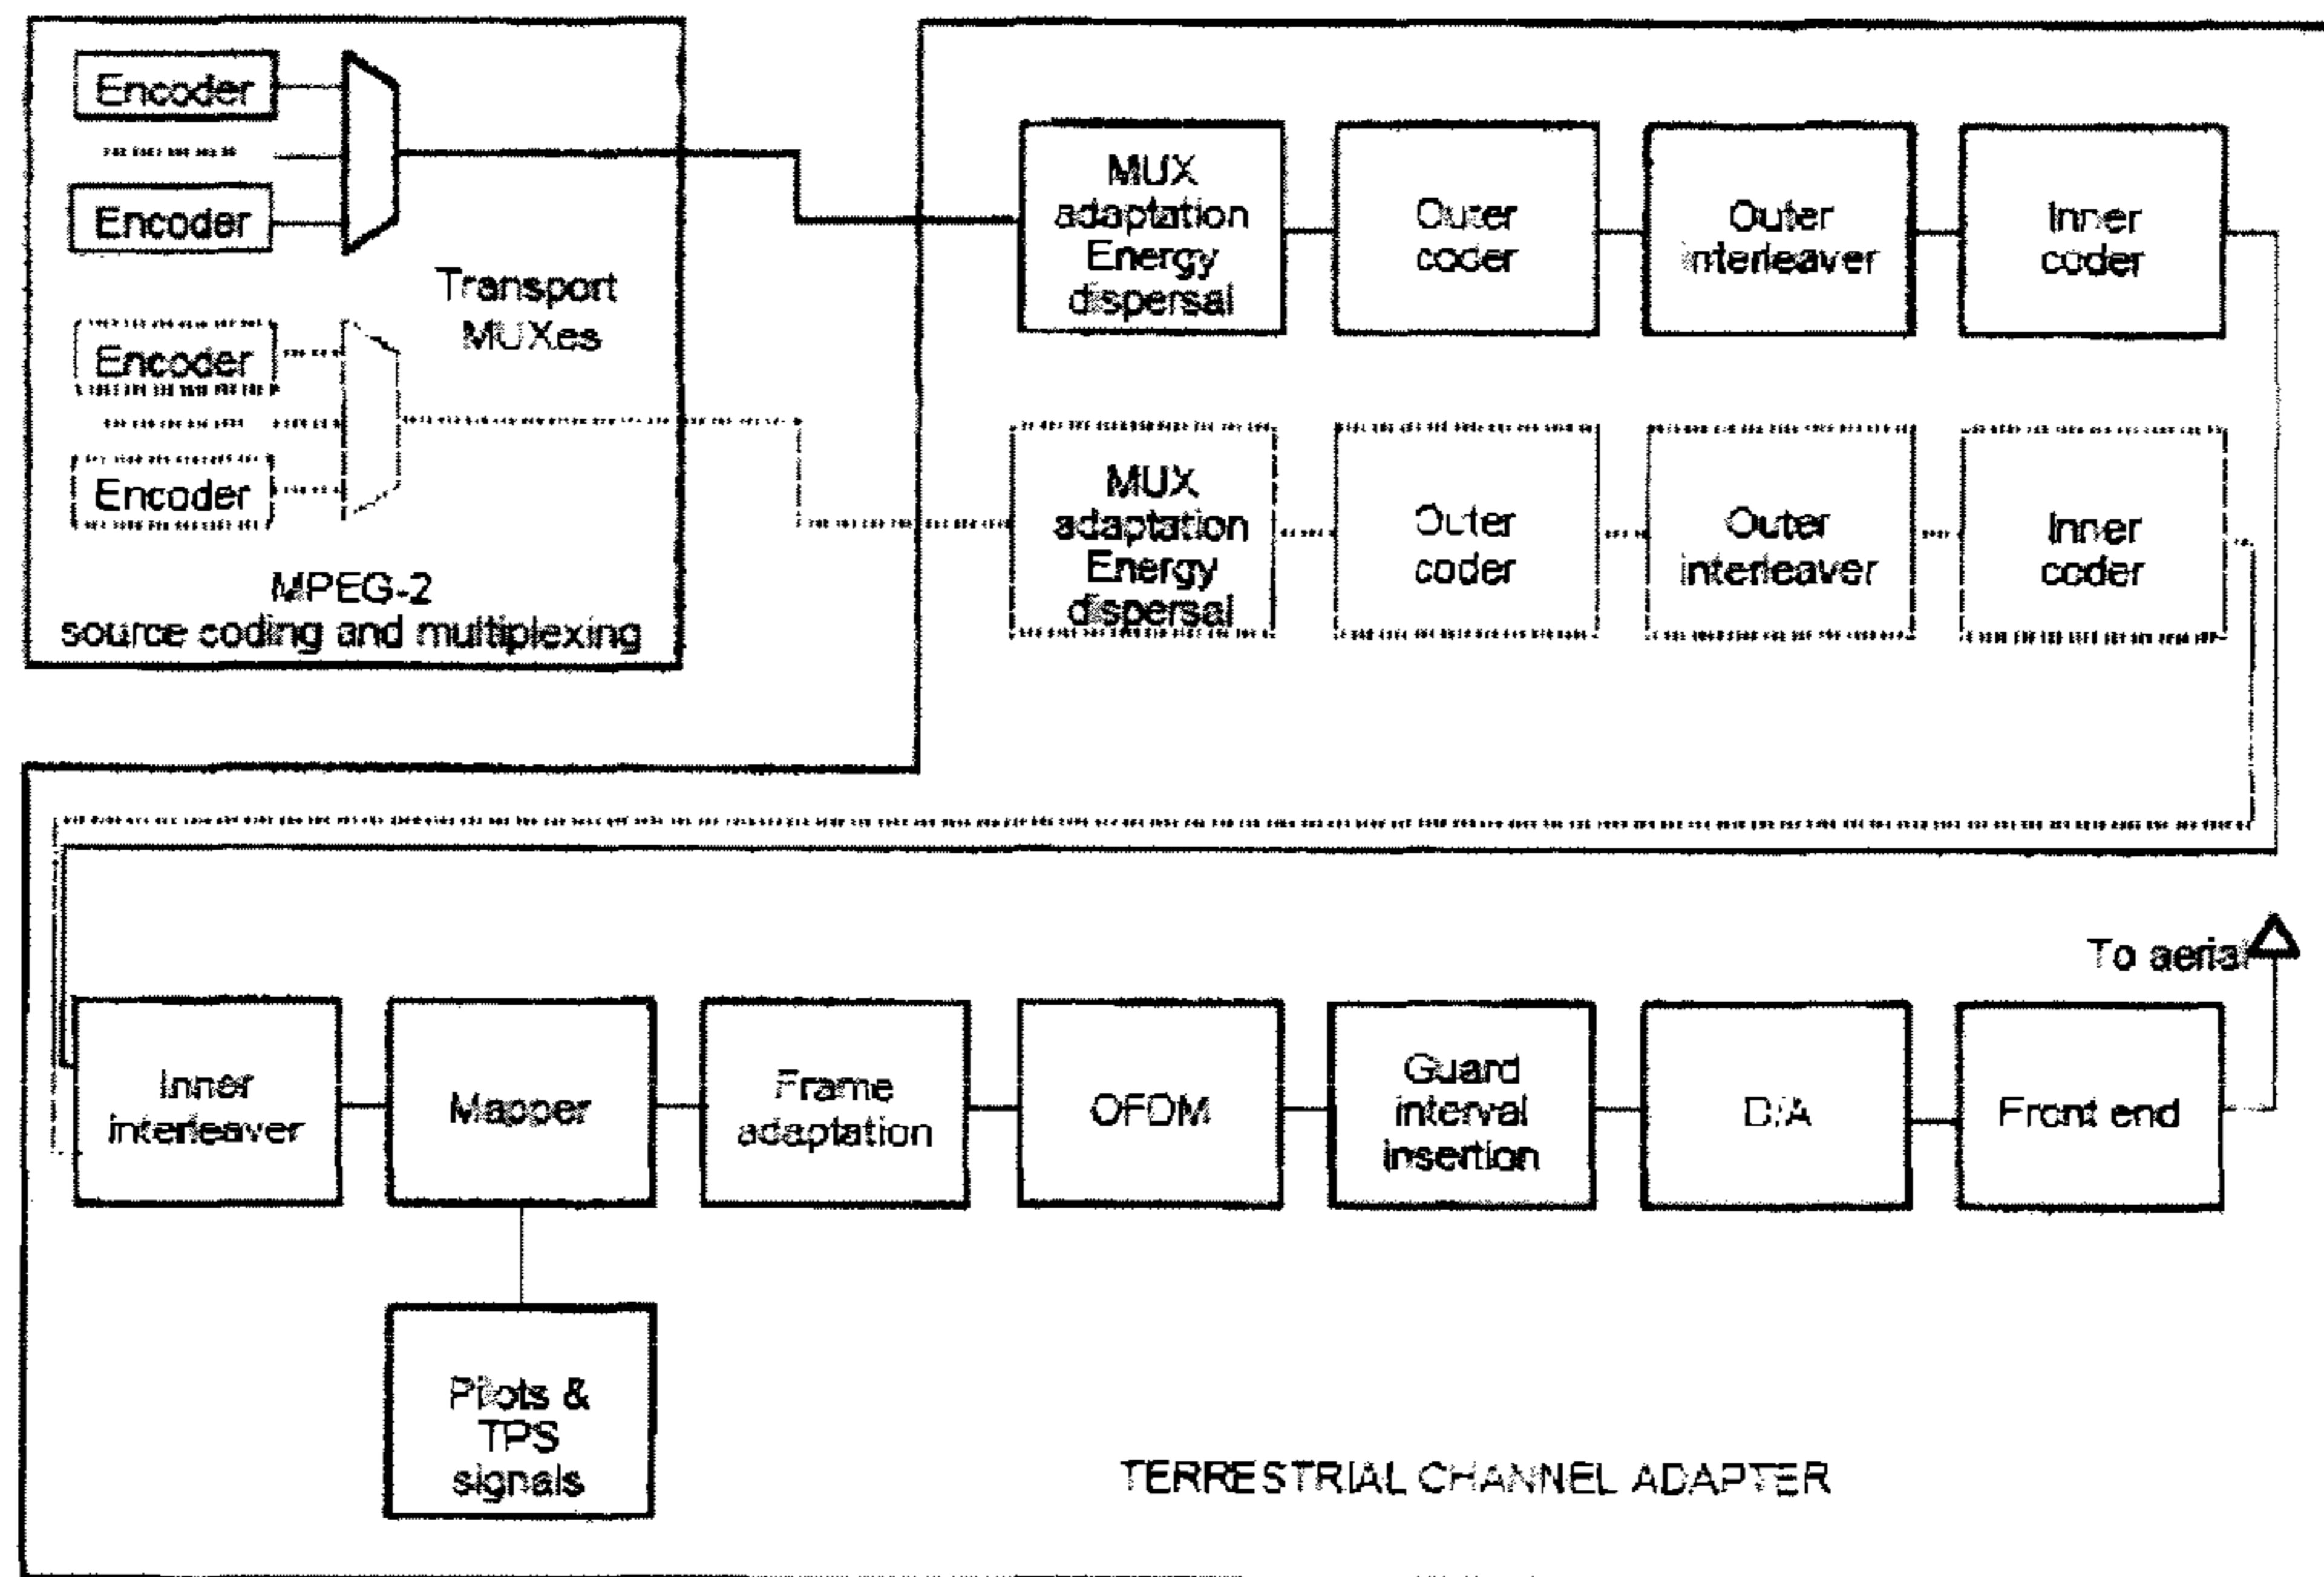 Encoder
Encoder
Transport
MUXes
Encoder
Encoder
MPEG-2
source coding and multiplexing
MUX
adaptation
Energy
dispersal
Outer
coder
Outer
interleaver
Inner
coder
MUX
adaptation
Energy
dispersal
Outer
coder
Outer
interleaver
Inner
coder
To aerial
Inner
interleaver
Mapper
Frame
adaptation
OFDM
Guard
interval
insertion
D/A
Front end
Pilots &
TPS
signals
TERRESTRIAL CHANNEL ADAPTER